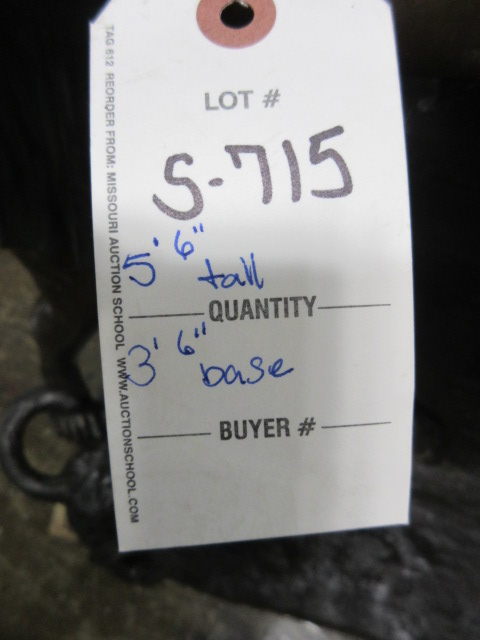 LOT #
S-715
5' 6" tall
QUANTITY
3' 6" base
BUYER #
TAG 612 REORDER FROM: MISSOURI AUCTION SCHOOL WWW.AUCTIONSCHOOL.COM